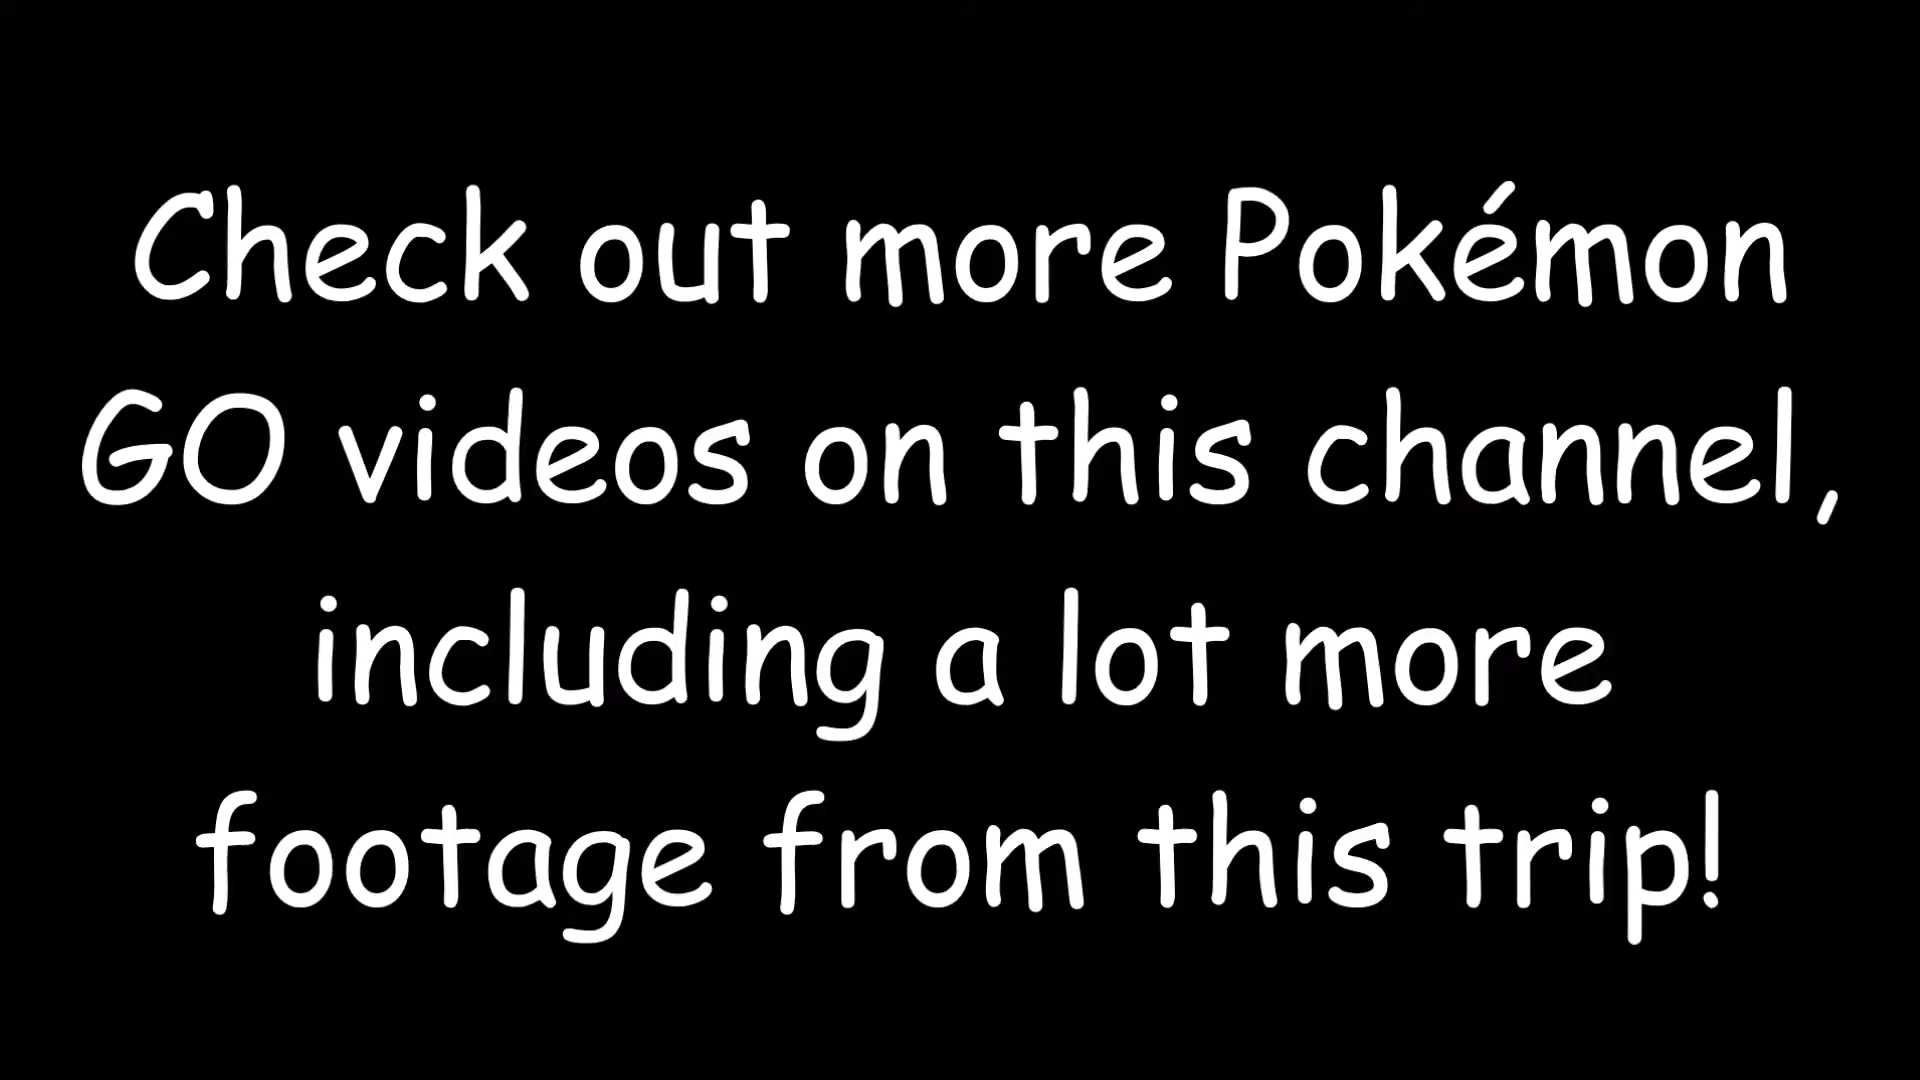 Check out more Pokémon
GO videos on this channel,
including a lot more
footage from this trip!